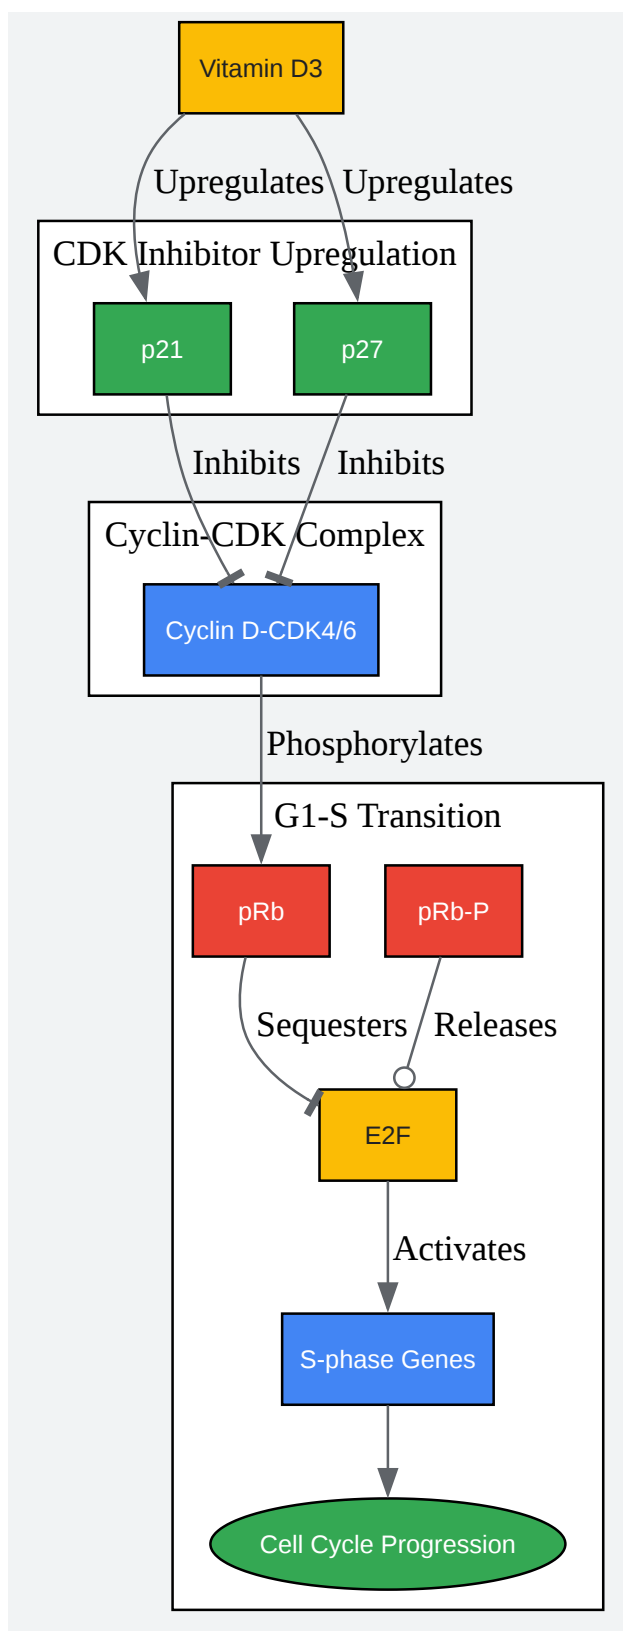 Vitamin D3
Upregulates
Upregulates
CDK Inhibitor Upregulation
p21
p27
Inhibits
Inhibits
Cyclin-CDK Complex
Cyclin D-CDK4/6
Phosphorylates
G1-S Transition
pRb
pRb-P
Sequesters
Releases
E2F
Activates
S-phase Genes
Cell Cycle Progression